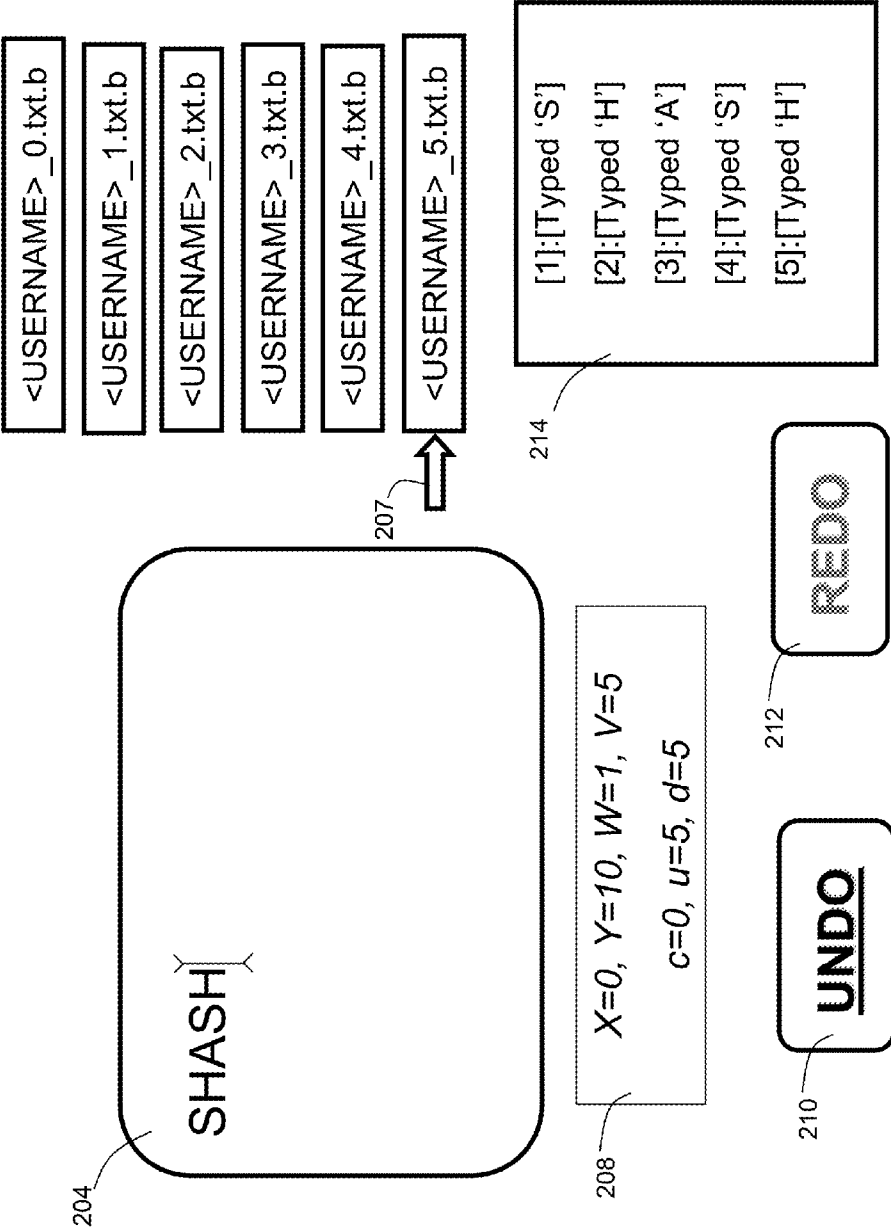 204
SHASH
<USERNAME>_0.txt.b
<USERNAME>_1.txt.b
<USERNAME>_2.txt.b
<USERNAME>_3.txt.b
<USERNAME>_4.txt.b
<USERNAME>_5.txt.b
207
208
X=0, Y=10, W=1, V=5
c=0, u=5, d=5
214
[1]:[Typed ‘S’]
[2]:[Typed ‘H’]
[3]:[Typed ‘A’]
[4]:[Typed ‘S’]
[5]:[Typed ‘H’]
210
UNDO
212
REDO